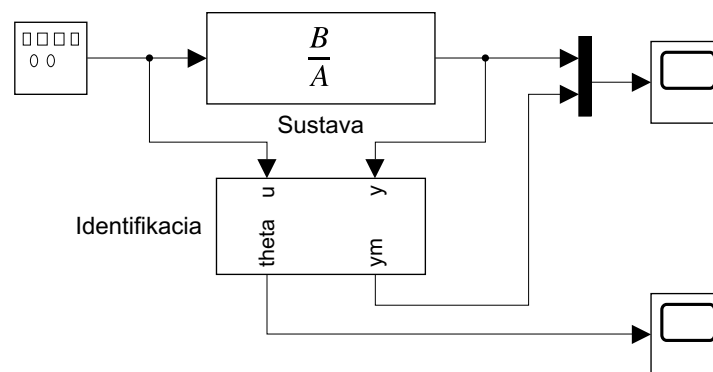 B
A
Sustava
u
y
Identifikacia
theta
ym